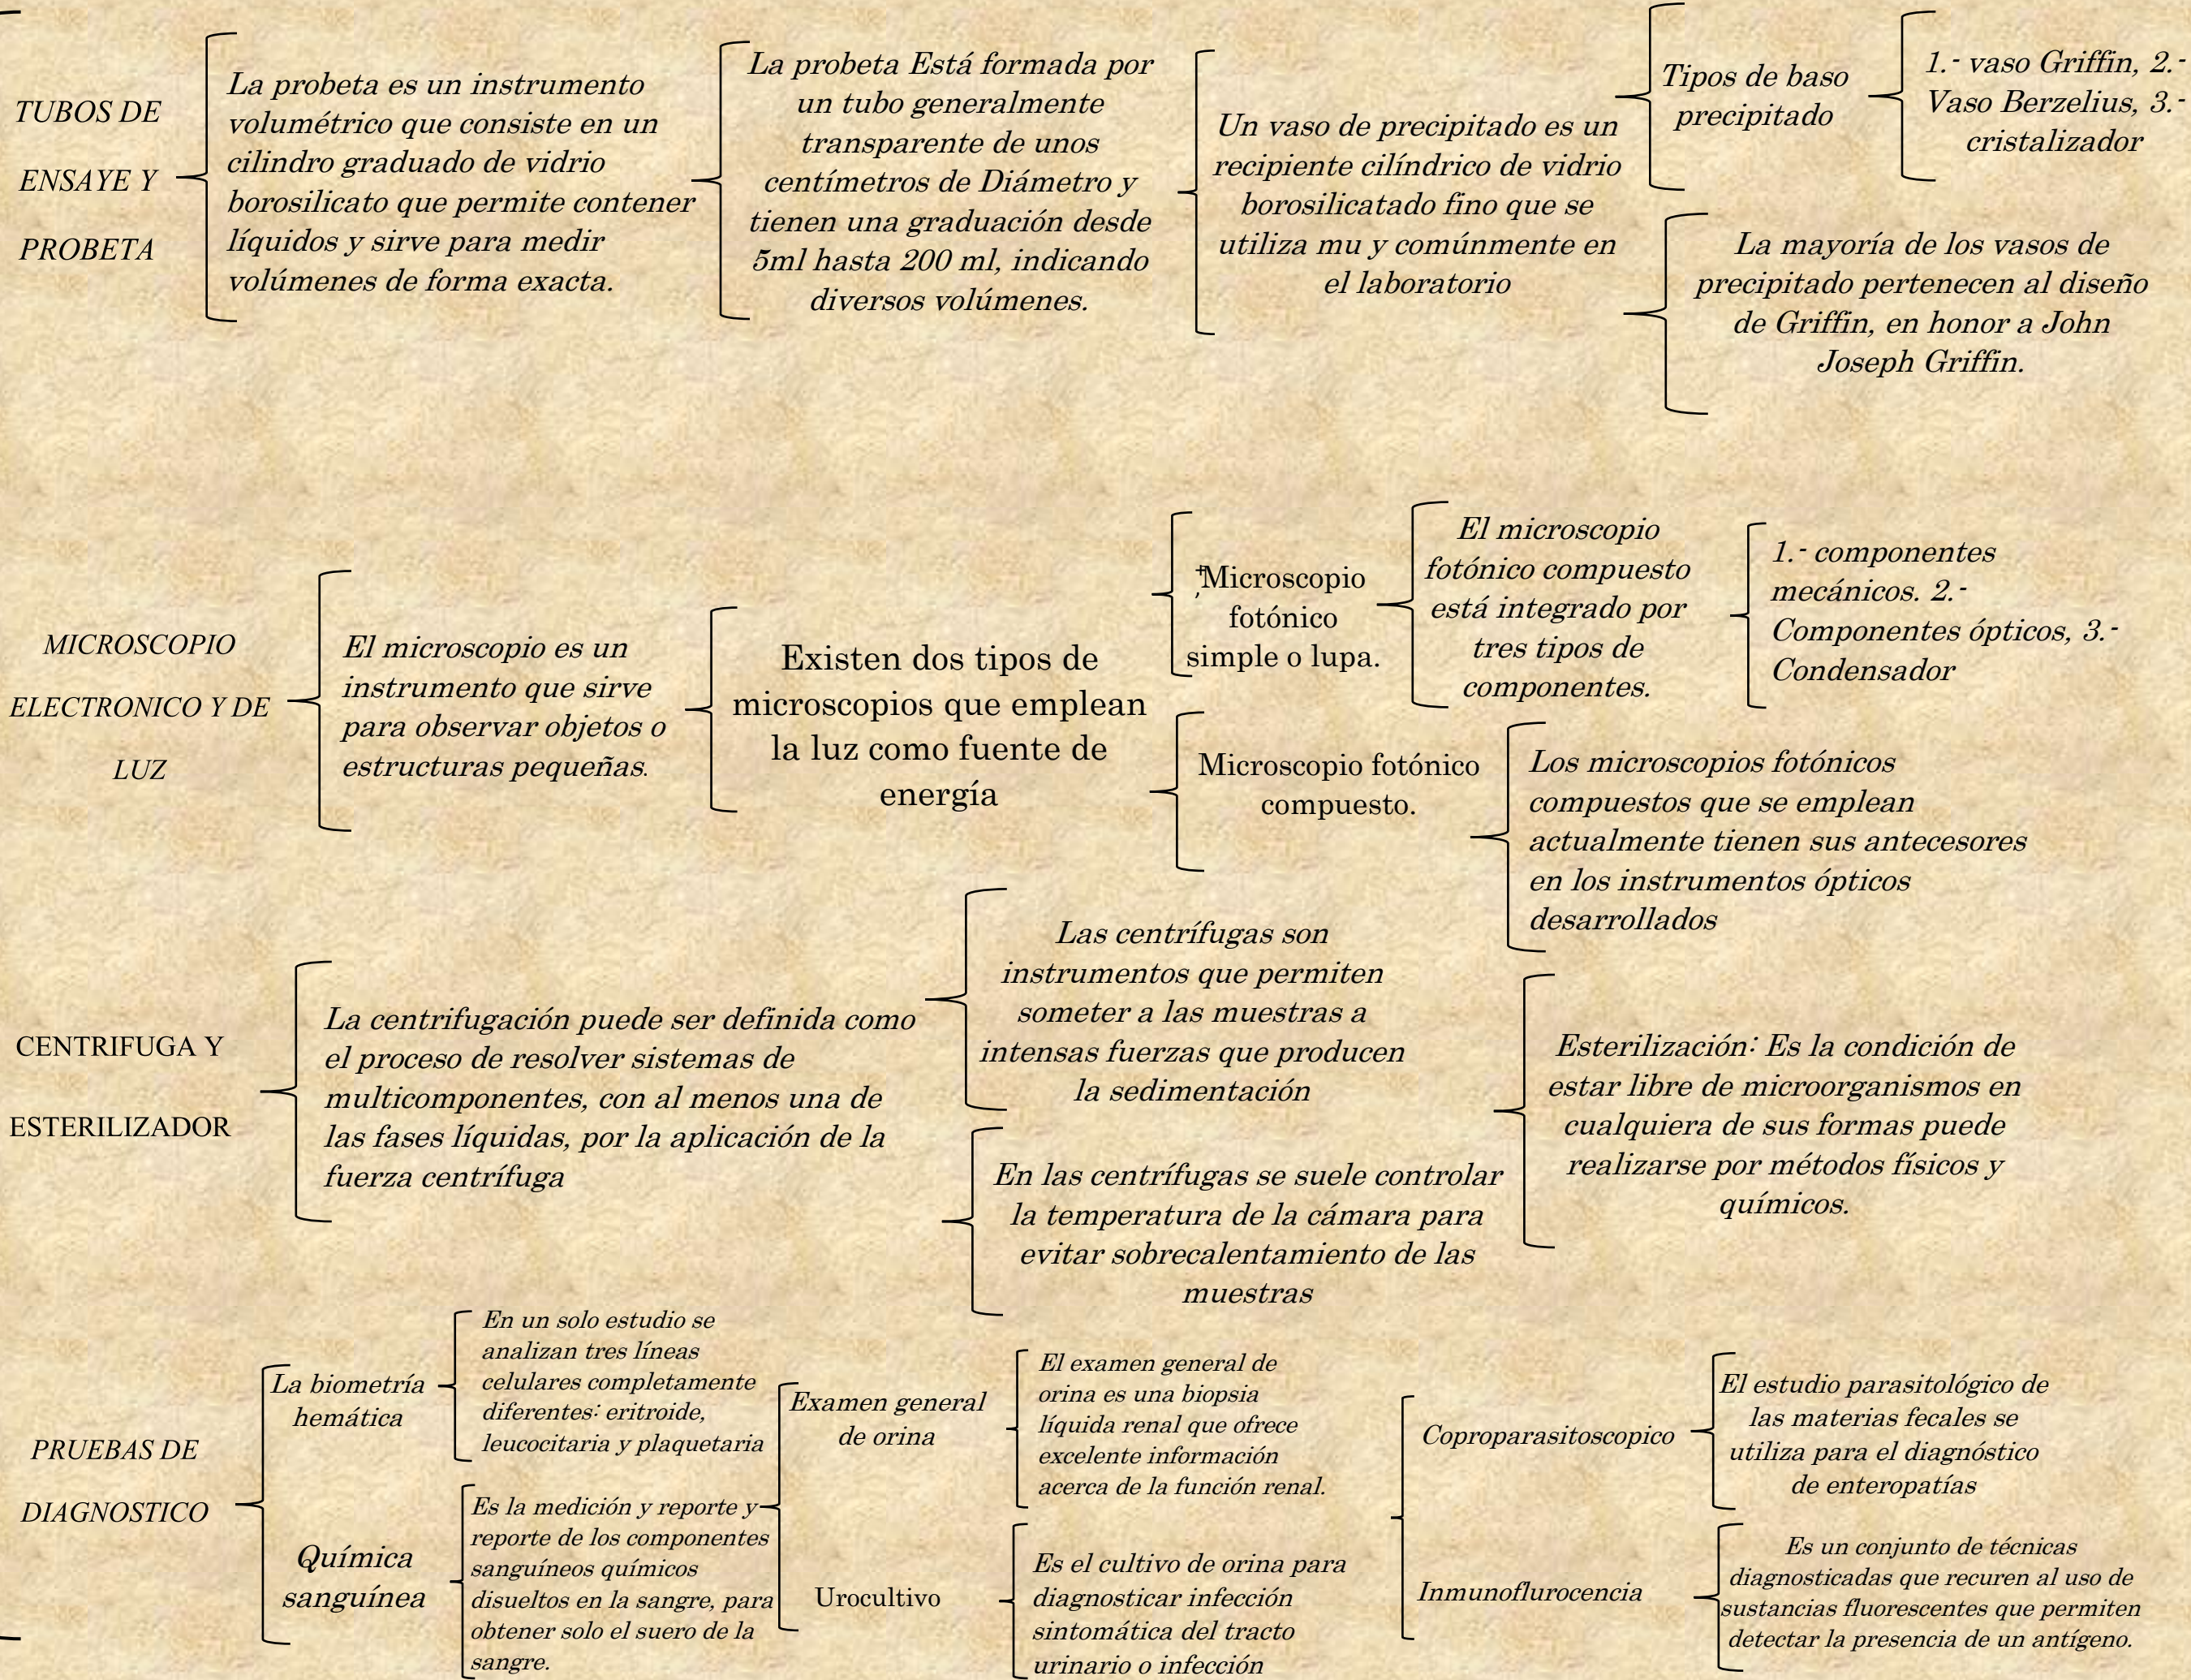 TUBOS DE
ENSAYE Y
PROBETA
La probeta es un instrumento
volumétrico que consiste en un
cilindro graduado de vidrio
borosilicato que permite contener
líquidos y sirve para medir
volúmenes de forma exacta.
La probeta Está formada por
un tubo generalmente
transparente de unos
centímetros de Diámetro y
tienen una graduación desde
5ml hasta 200 ml, indicando
diversos volúmenes.
Un vaso de precipitado es un
recipiente cilíndrico de vidrio
borosilicatado fino que se
utiliza mu y comúnmente en
el laboratorio
Tipos de baso
precipitado
1.- vaso Griffin, 2.-
Vaso Berzelius, 3.-
cristalizador
La mayoría de los vasos de
precipitado pertenecen al diseño
de Griffin, en honor a John
Joseph Griffin.
MICROSCOPIO
ELECTRONICO Y DE
LUZ
El microscopio es un
instrumento que sirve
para observar objetos o
estructuras pequeñas.
Existen dos tipos de
microscopios que emplean
la luz como fuente de
energía
Microscopio
fotónico
simple o lupa.
El microscopio
fotónico compuesto
está integrado por
tres tipos de
componentes.
1.- componentes
mecánicos. 2.-
Componentes ópticos, 3.-
Condensador
Microscopio fotónico
compuesto.
Los microscopios fotónicos
compuestos que se emplean
actualmente tienen sus antecesores
en los instrumentos ópticos
desarrollados
CENTRIFUGA Y
ESTERILIZADOR
La centrifugación puede ser definida como
el proceso de resolver sistemas de
multicomponentes, con al menos una de
las fases líquidas, por la aplicación de la
fuerza centrífuga
Las centrífugas son
instrumentos que permiten
someter a las muestras a
intensas fuerzas que producen
la sedimentación
En las centrífugas se suele controlar
la temperatura de la cámara para
evitar sobrecalentamiento de las
muestras
Esterilización: Es la condición de
estar libre de microorganismos en
cualquiera de sus formas puede
realizarse por métodos físicos y
químicos.
PRUEBAS DE
DIAGNOSTICO
La biometría
hemática
En un solo estudio se
analizan tres líneas
celulares completamente
diferentes: eritroide,
leucocitaria y plaquetaria
Química
sanguínea
Es la medición y reporte y
reporte de los componentes
sanguíneos químicos
disueltos en la sangre, para
obtener solo el suero de la
sangre.
Examen general
de orina
El examen general de
orina es una biopsia
líquida renal que ofrece
excelente información
acerca de la función renal.
Urocultivo
Es el cultivo de orina para
diagnosticar infección
sintomática del tracto
urinario o infección
Coproparasitoscopico
El estudio parasitológico de
las materias fecales se
utiliza para el diagnóstico
de enteropatías
Inmunoflurocencia
Es un conjunto de técnicas
diagnosticadas que recuren al uso de
sustancias fluorescentes que permiten
detectar la presencia de un antígeno.